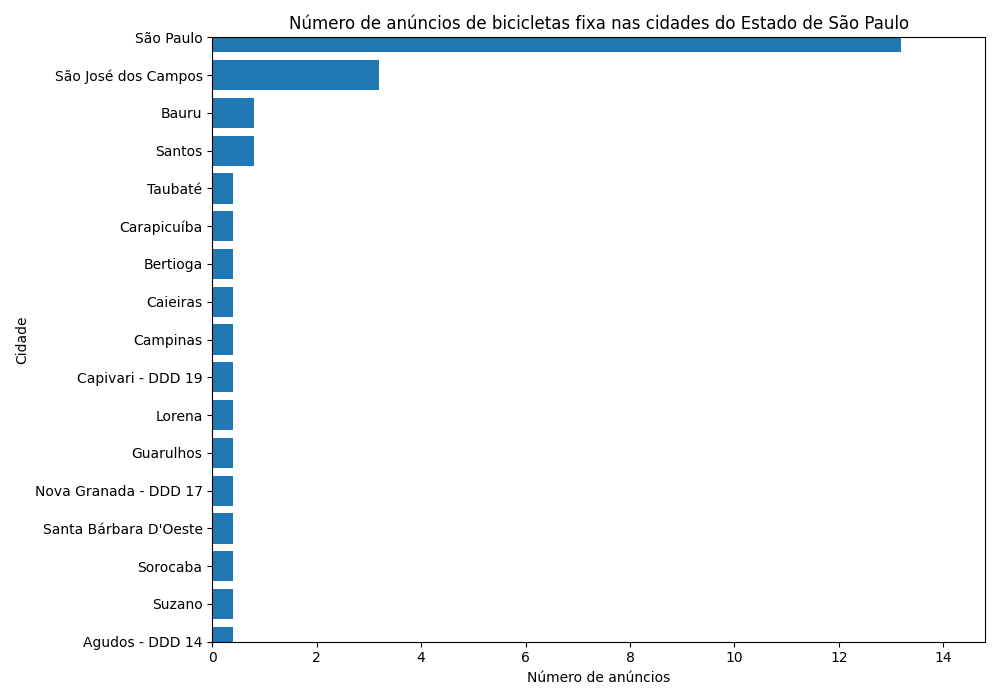 Número de anúncios de bicicletas fixa nas cidades do Estado de São Paulo
São Paulo
São José dos Campos
Bauru
Santos
Taubaté
Carapicuíba
Bertioga
Caieiras
Campinas
Capivari - DDD 19
Lorena
Guarulhos
Nova Granada - DDD 17
Santa Bárbara D'Oeste
Sorocaba
Suzano
Agudos - DDD 14
Cidade
0 2 4 6 8 10 12 14
Número de anúncios